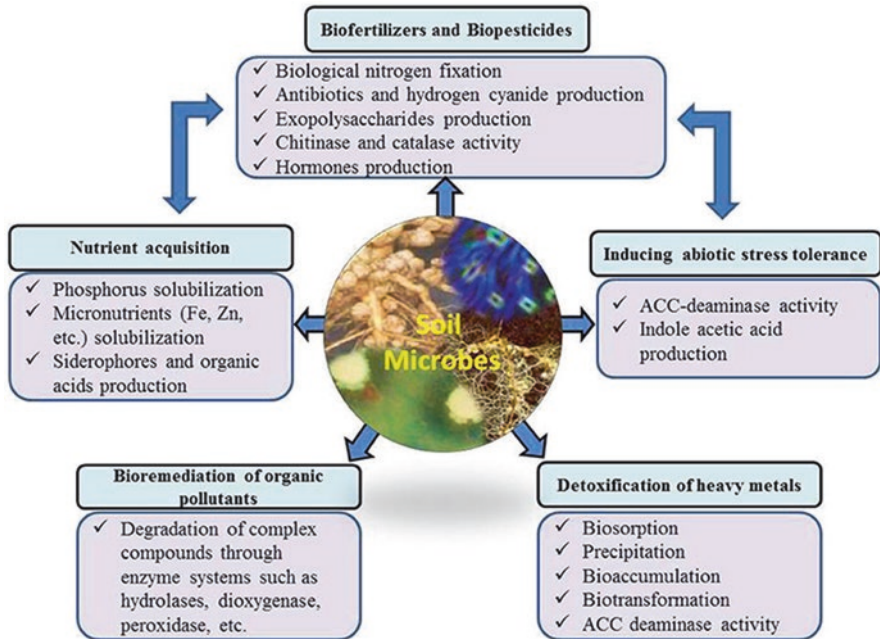 Biofertilizers and Biopesticides
✓ Biological nitrogen fixation
✓ Antibiotics and hydrogen cyanide production
✓ Exopolysaccharides production
✓ Chitinase and catalase activity
✓ Hormones production
Nutrient acquisition
✓ Phosphorus solubilization
✓ Micronutrients (Fe, Zn,
etc.) solubilization
✓ Siderophores and organic
acids production
Soil
Microbes
Inducing abiotic stress tolerance
✓ ACC-deaminase activity
✓ Indole acetic acid
production
Bioremediation of organic
pollutants
✓ Degradation of complex
compounds through
enzyme systems such as
hydrolases, dioxygenase,
peroxidase, etc.
Detoxification of heavy metals
✓ Biosorption
✓ Precipitation
✓ Bioaccumulation
✓ Biotransformation
✓ ACC deaminase activity